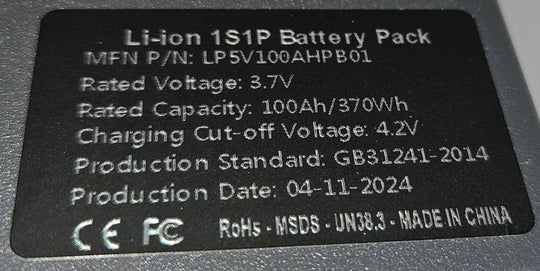 Li-ion 1S1P Battery Pack
MFN P/N: LP5V100AHPB01
Rated Voltage: 3.7V
Rated Capacity: 100Ah/370Wh
Charging Cut-off Voltage: 4.2V
Production Standard: GB31241-2014
Production Date: 04-11-2024
CE FC RoHs - MSDS - UN38.3 - MADE IN CHINA